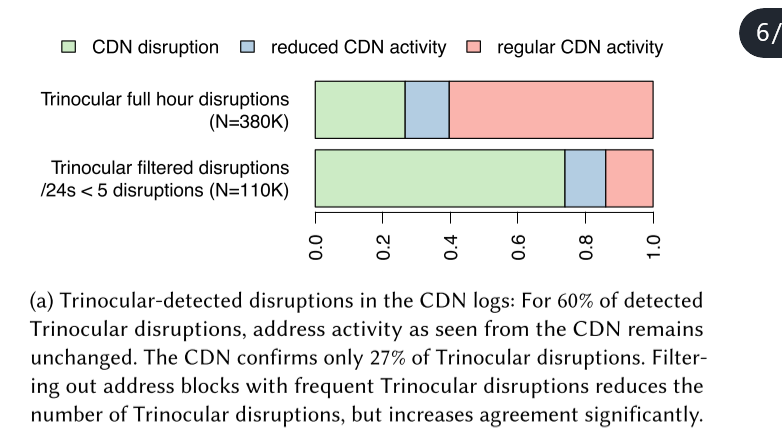 6/
CDN disruption reduced CDN activity regular CDN activity
Trinocular full hour disruptions
(N=380K)
Trinocular filtered disruptions
/24s < 5 disruptions (N=110K)
0.0 0.2 0.4 0.6 0.8 1.0
(a) Trinocular-detected disruptions in the CDN logs: For 60% of detected
Trinocular disruptions, address activity as seen from the CDN remains
unchanged. The CDN confirms only 27% of Trinocular disruptions. Filter-
ing out address blocks with frequent Trinocular disruptions reduces the
number of Trinocular disruptions, but increases agreement significantly.